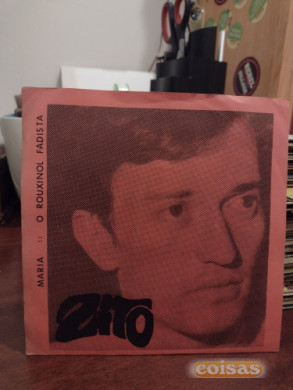 MARIA :: O ROUXINOL FADISTA
ZITO
coisas